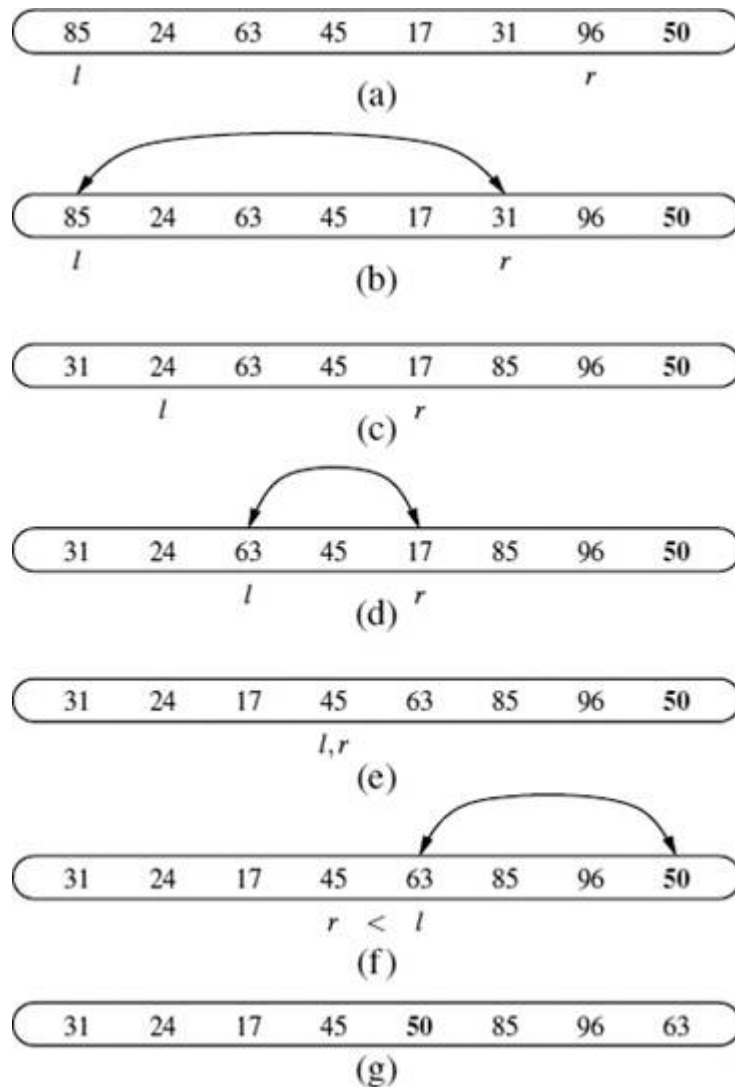 85 24 63 45 17 31 96 50
l r
(a)
85 24 63 45 17 31 96 50
l r
(b)
31 24 63 45 17 85 96 50
l r
(c)
31 24 63 45 17 85 96 50
l r
(d)
31 24 17 45 63 85 96 50
l,r
(e)
31 24 17 45 63 85 96 50
r < l
(f)
31 24 17 45 50 85 96 63
(g)